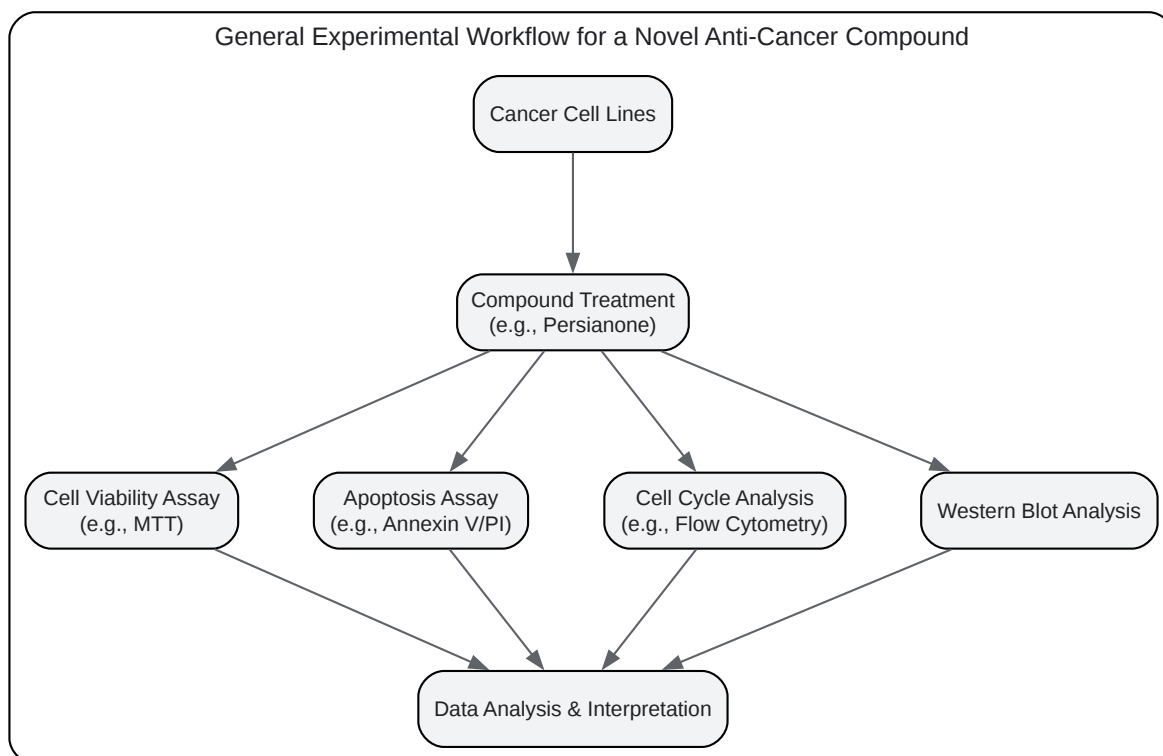 General Experimental Workflow for a Novel Anti-Cancer Compound
Cancer Cell Lines
Compound Treatment
(e.g., Persianone)
Cell Viability Assay
(e.g., MTT)
Apoptosis Assay
(e.g., Annexin V/PI)
Cell Cycle Analysis
(e.g., Flow Cytometry)
Western Blot Analysis
Data Analysis & Interpretation